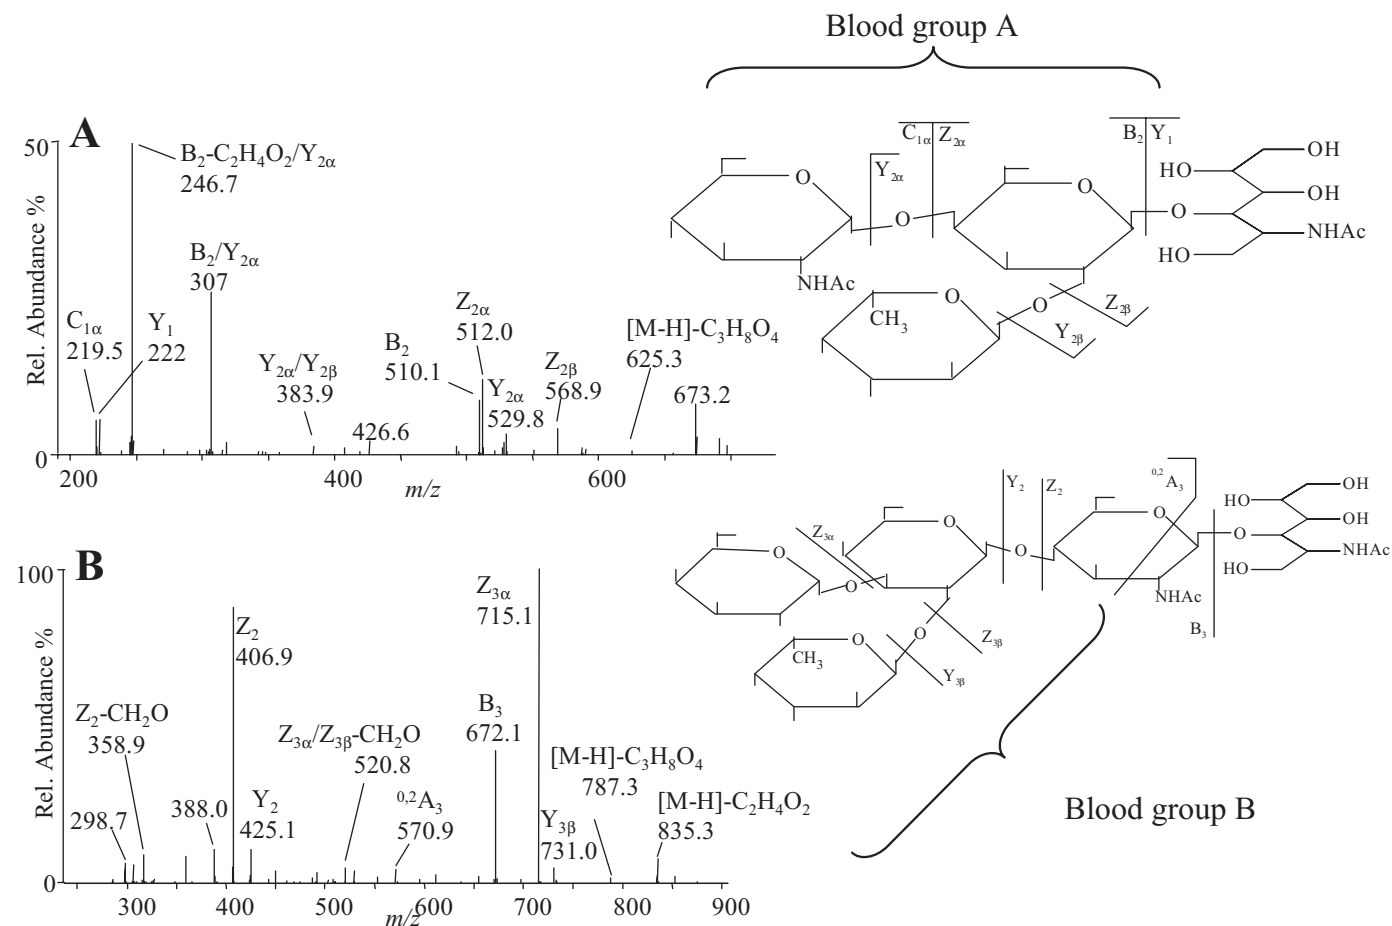 Blood group A
A
50
B₂-C₂H₄O₂/Y₂α
246.7
B₂/Y₂α
307
C₁α
219.5
Y₁
222
Y₂α/Y₂β
383.9
426.6
B₂
510.1
Z₂α
512.0
Y₂α
529.8
Z₂β
568.9
[M-H]-C₃H₈O₄
625.3
673.2
Rel. Abundance %
0
200
400
600
m/z
C₁α Z₂α
B₂ Y₁
Y₂α
O
O
O
O
NHAc
O
O
CH₃
Z₂β
Y₂β
OH
HO
OH
NHAc
HO
B
100
Z₂
406.9
Z₃α
715.1
Z₂-CH₂O
358.9
298.7
388.0
Y₂
425.1
Z₃α/Z₃β-CH₂O
520.8
⁰,²A₃
570.9
B₃
672.1
Y₃β
731.0
[M-H]-C₃H₈O₄
787.3
[M-H]-C₂H₄O₂
835.3
Rel. Abundance %
0
300
400
500
600
700
800
900
m/z
Z₃α
Y₂ Z₂
⁰,²A₃
O
O
O
O
O
O
O
O
CH₃
Z₃β
Y₃β
NHAc
B₃
OH
HO
OH
NHAc
HO
Blood group B